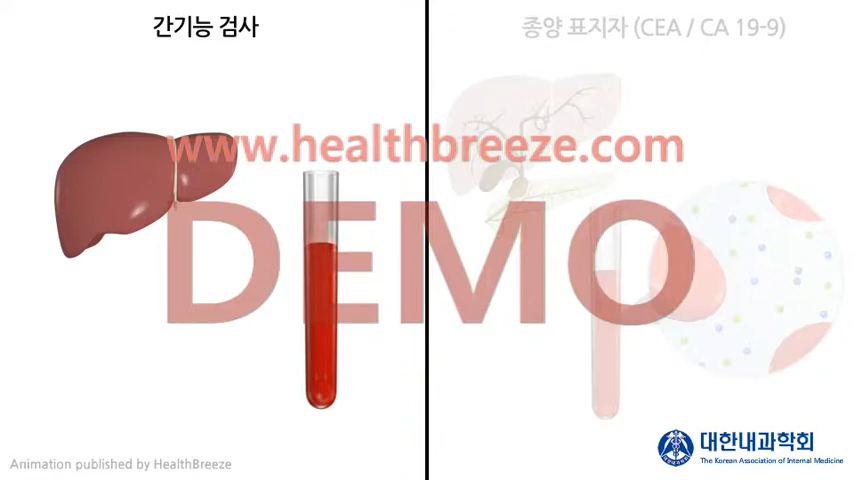 간기능 검사
종양 표지자 (CEA / CA 19-9)
www.healthbreeze.com
DEMO
Animation published by HealthBreeze
대한내과학회
The Korean Association of Internal Medicine